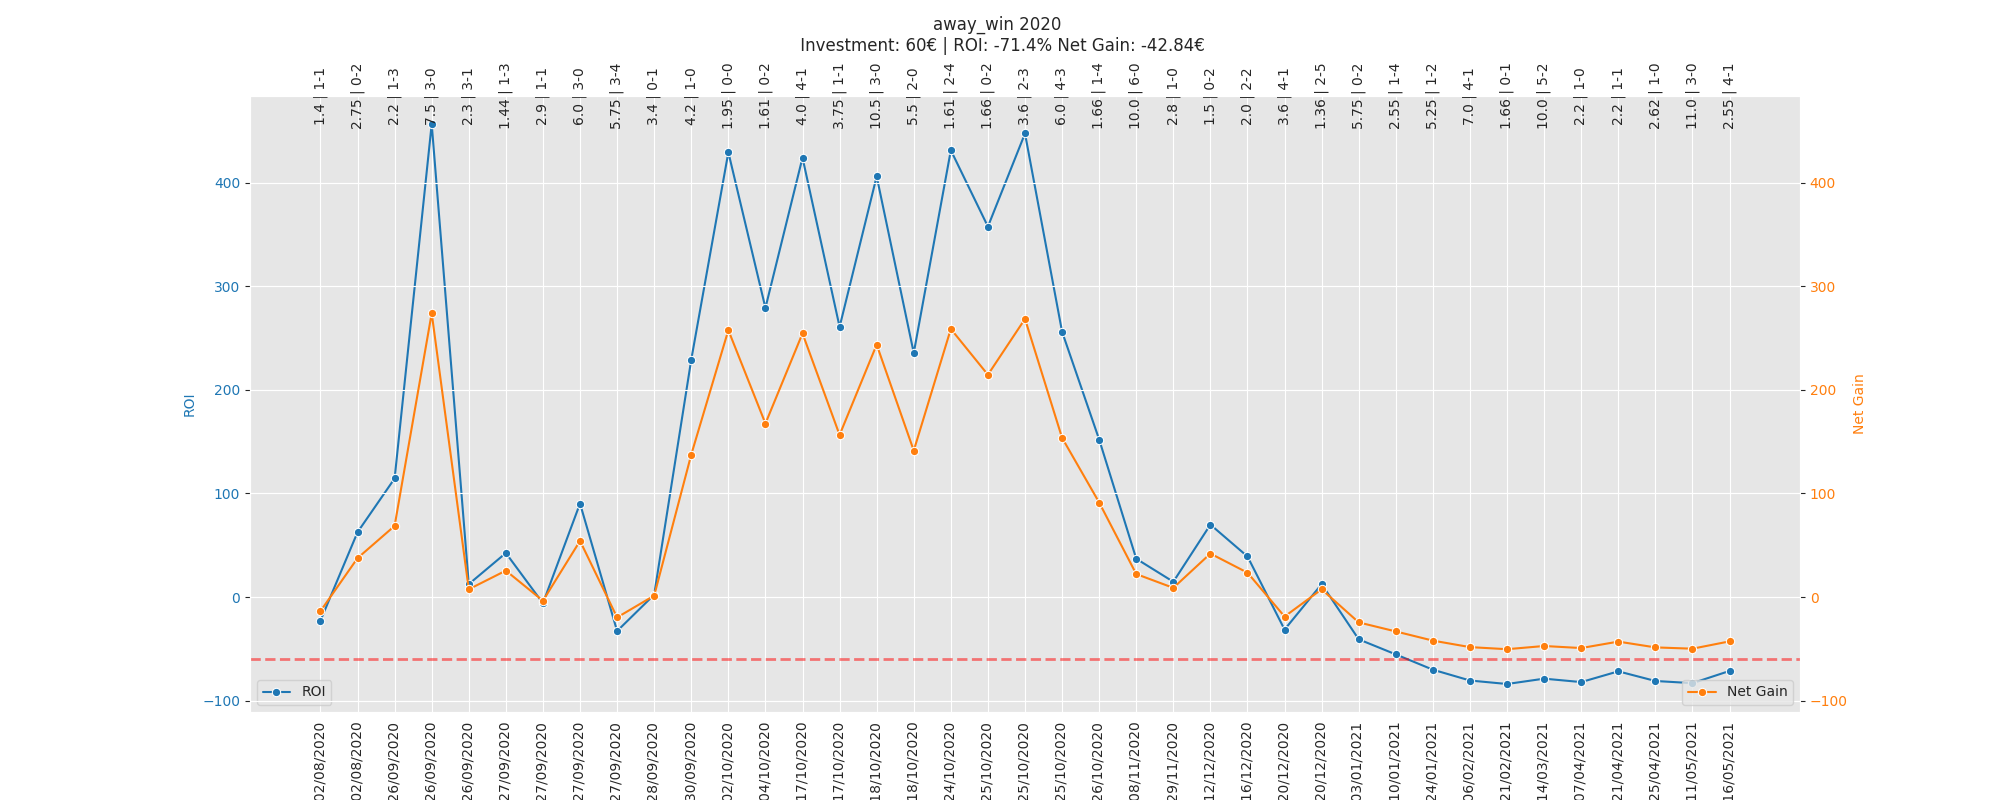 away_win 2020
Investment: 60€ | ROI: -71.4% Net Gain: -42.84€
1.4 | 1-1
2.75 | 0-2
2.2 | 1-3
7.5 | 3-0
2.3 | 3-1
1.44 | 1-3
2.9 | 1-1
6.0 | 3-0
5.75 | 3-4
3.4 | 0-1
4.2 | 1-0
1.95 | 0-0
1.61 | 0-2
4.0 | 4-1
3.75 | 1-1
10.5 | 3-0
5.5 | 2-0
1.61 | 2-4
1.66 | 0-2
3.6 | 2-3
6.0 | 4-3
1.66 | 1-4
10.0 | 6-0
2.8 | 1-0
1.5 | 0-2
2.0 | 2-2
3.6 | 4-1
1.36 | 2-5
5.75 | 0-2
2.55 | 1-4
5.25 | 1-2
7.0 | 4-1
1.66 | 0-1
10.0 | 5-2
2.2 | 1-0
2.2 | 1-1
2.62 | 1-0
11.0 | 3-0
2.55 | 4-1
400
300
200
100
0
−100
ROI
400
300
200
100
0
−100
Net Gain
ROI
Net Gain
02/08/2020
02/08/2020
26/09/2020
26/09/2020
26/09/2020
27/09/2020
27/09/2020
27/09/2020
27/09/2020
28/09/2020
30/09/2020
02/10/2020
04/10/2020
17/10/2020
17/10/2020
18/10/2020
18/10/2020
24/10/2020
25/10/2020
25/10/2020
25/10/2020
26/10/2020
08/11/2020
29/11/2020
12/12/2020
16/12/2020
20/12/2020
20/12/2020
03/01/2021
10/01/2021
24/01/2021
06/02/2021
21/02/2021
14/03/2021
07/04/2021
21/04/2021
25/04/2021
11/05/2021
16/05/2021